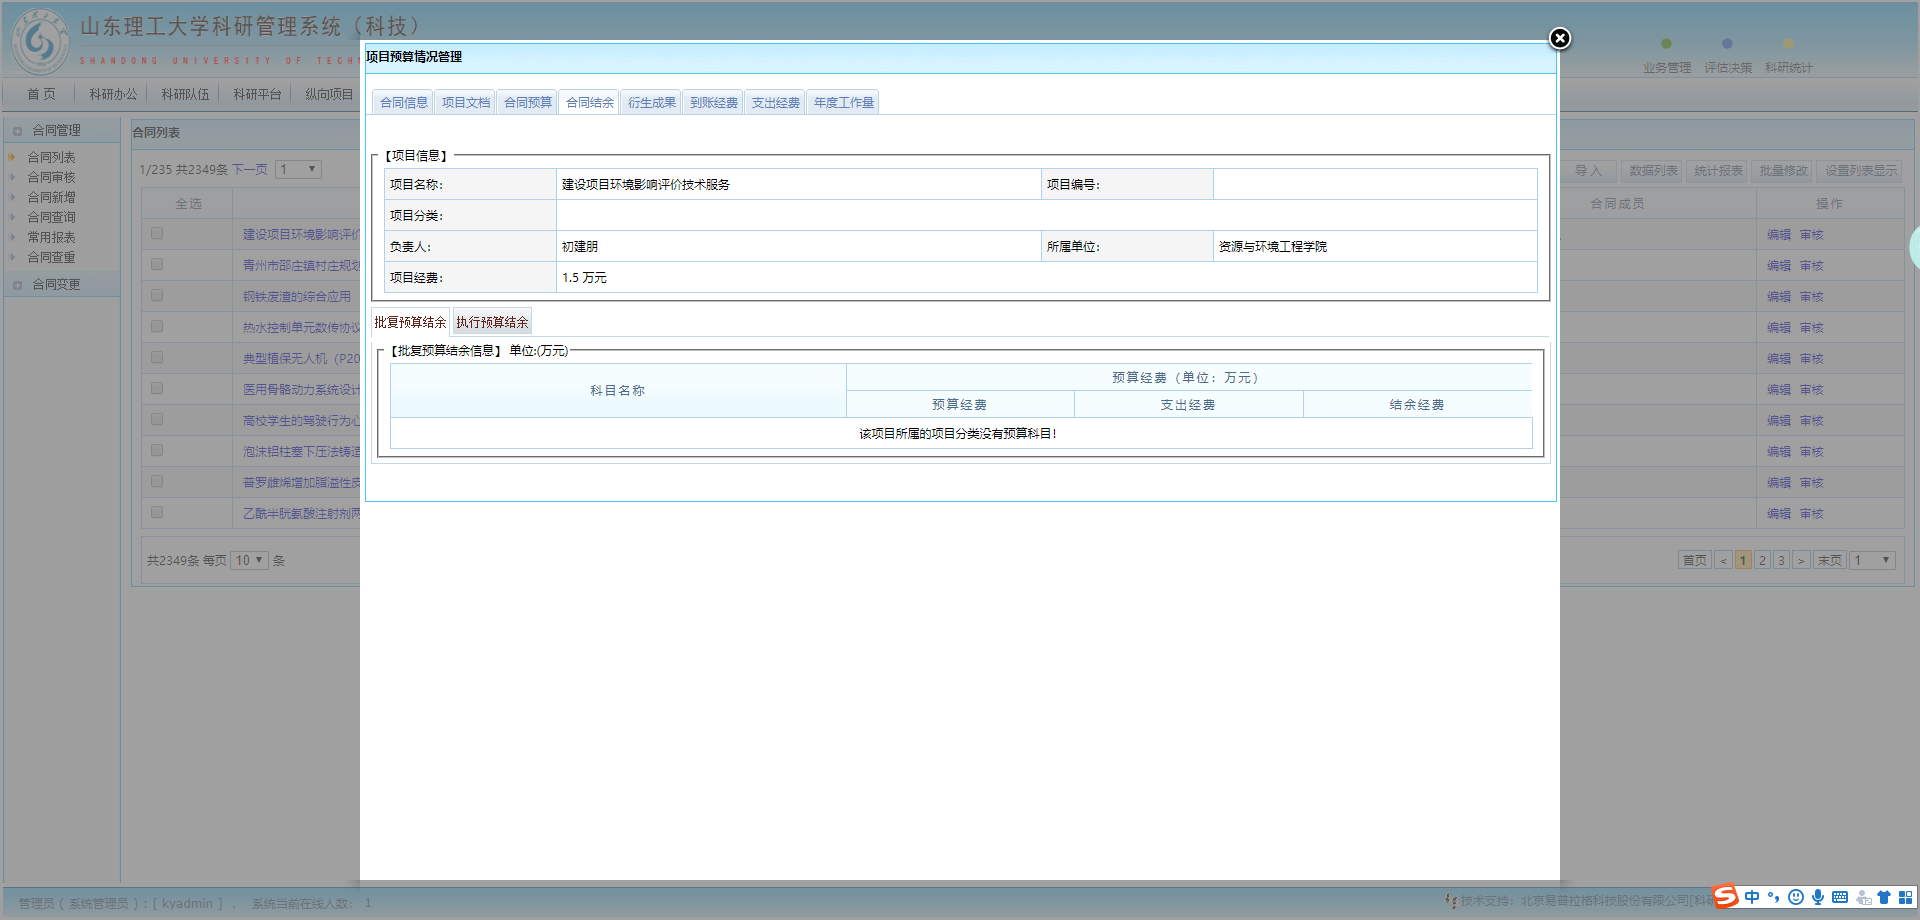 山东理工大学科研管理系统（科技）
SHANDONG UNIVERSITY OF TECH
业务管理 评估决策 科研统计
首 页 科研办公 科研队伍 科研平台 纵向项目
合同管理
合同列表
合同审核
合同新增
合同查询
常用报表
合同查重
合同变更
合同列表
1/235 共2349条 下一页 1
导 入 数据列表 统计报表 批量修改 设置列表显示
全选 合同成员 操作
建设项目环境影响评价 编辑 审核
青州市邵庄镇村庄规划 编辑 审核
钢铁废渣的综合应用 编辑 审核
热水控制单元数传协议 编辑 审核
典型植保无人机（P20 编辑 审核
医用骨骼动力系统设计 编辑 审核
高校学生的驾驶行为心 编辑 审核
泡沫铝柱塞下压法铸造 编辑 审核
普罗雌烯增加脂溢性皮 编辑 审核
乙酰半胱氨酸注射剂两 编辑 审核
共2349条 每页 10 条
首页 < 1 2 3 > 末页 1
项目预算情况管理
合同信息 项目文档 合同预算 合同结余 衍生成果 到账经费 支出经费 年度工作量
【项目信息】
项目名称: 建设项目环境影响评价技术服务 项目编号:
项目分类:
负责人: 初建朋 所属单位: 资源与环境工程学院
项目经费: 1.5 万元
批复预算结余 执行预算结余
【批复预算结余信息】 单位:(万元)
科目名称 预算经费（单位：万元）
预算经费 支出经费 结余经费
该项目所属的项目分类没有预算科目!
管理员 ( 系统管理员 ) : [ kyadmin ] ， 系统当前在线人数: 1
技术支持: 北京易普拉格科技股份有限公司[科研
中